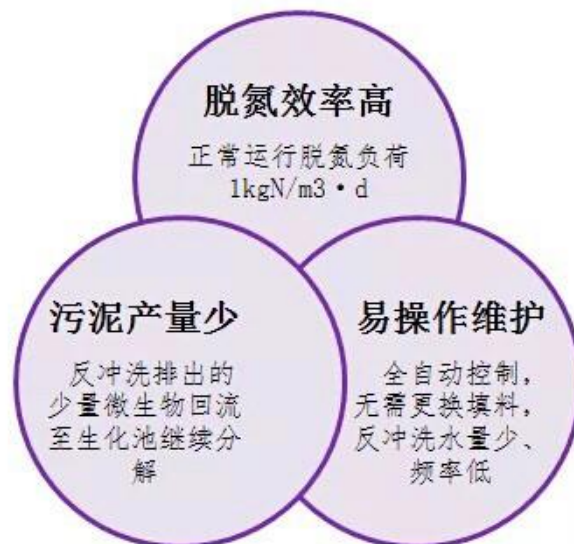 脱氮效率高
正常运行脱氮负荷
1kgN/m3·d
污泥产量少
反冲洗排出的
少量微生物回流
至生化池继续分
解
易操作维护
全自动控制，
无需更换填料，
反冲洗水量少、
频率低